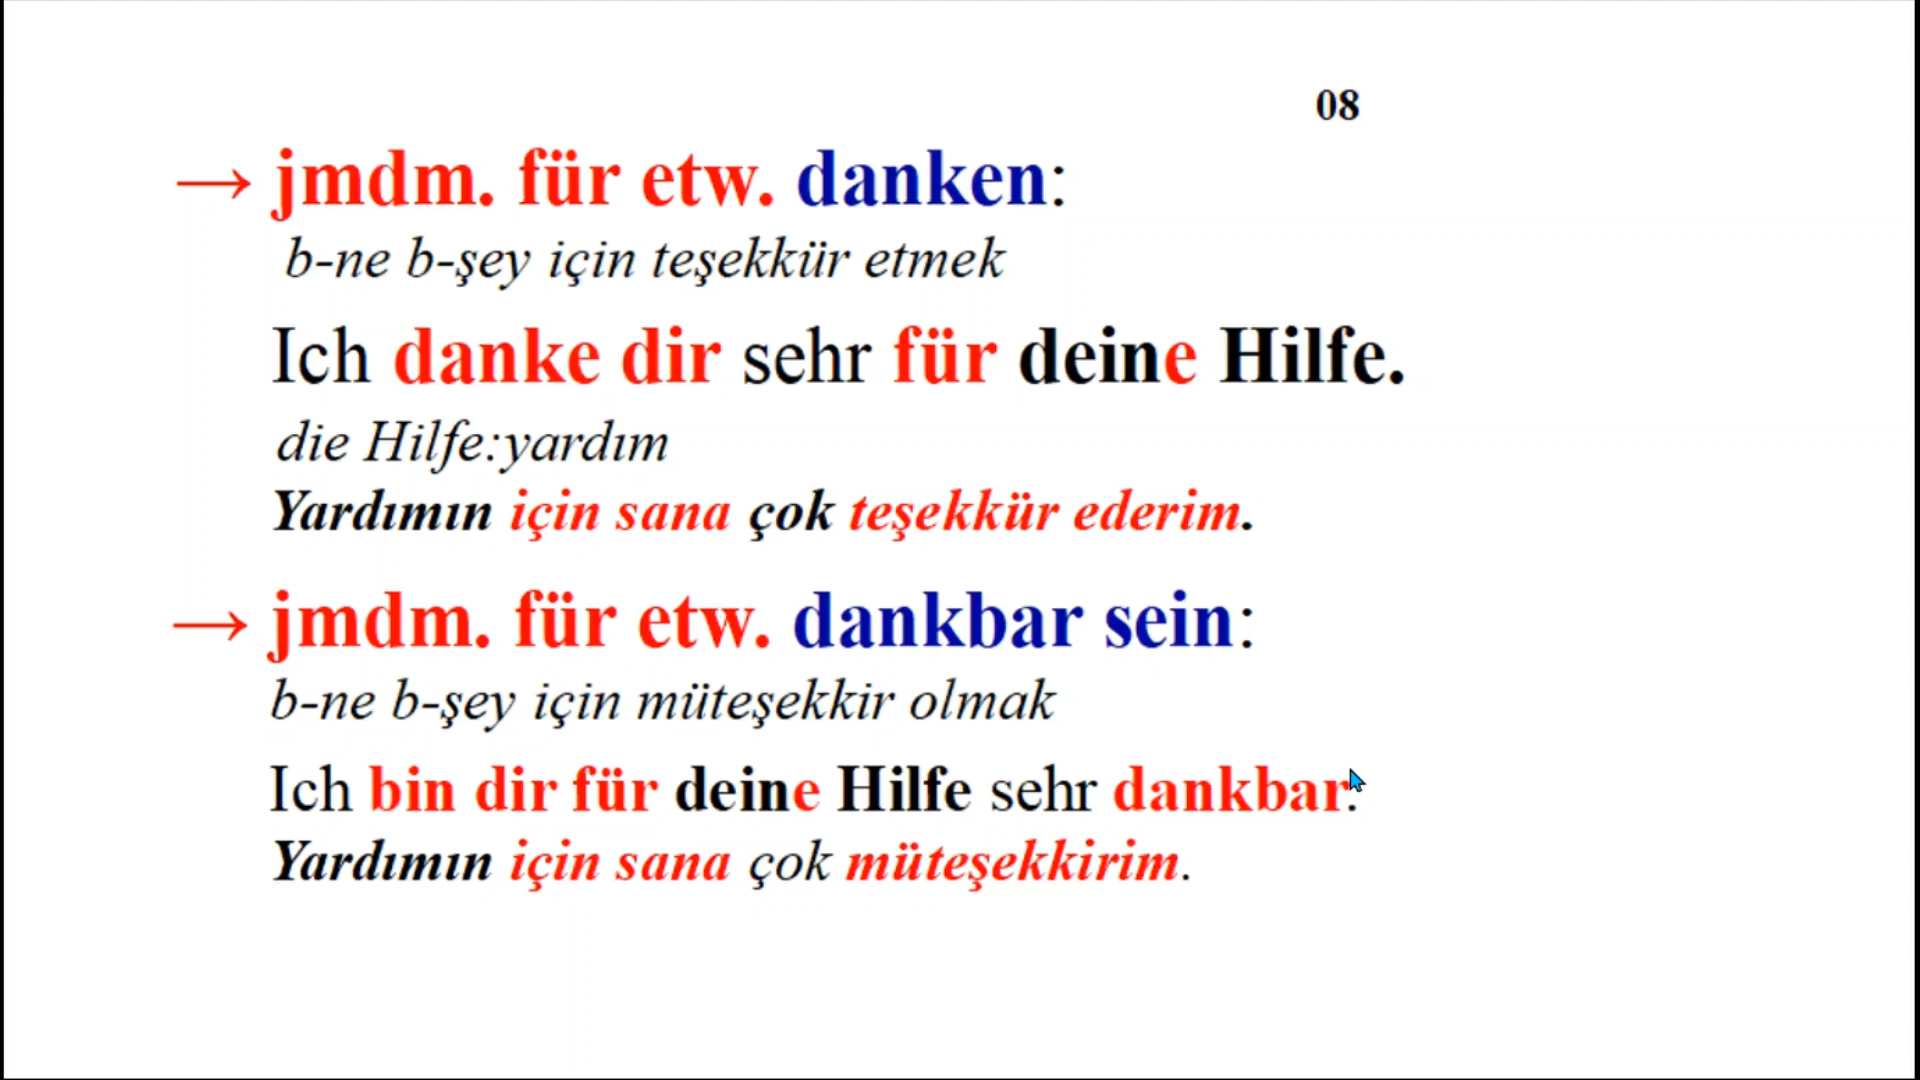 08
→ jmdm. für etw. danken:
b-ne b-şey için teşekkür etmek
Ich danke dir sehr für deine Hilfe.
die Hilfe:yardım
Yardımın için sana çok teşekkür ederim.
→ jmdm. für etw. dankbar sein:
b-ne b-şey için müteşekkir olmak
Ich bin dir für deine Hilfe sehr dankbar.
Yardımın için sana çok müteşekkirim.